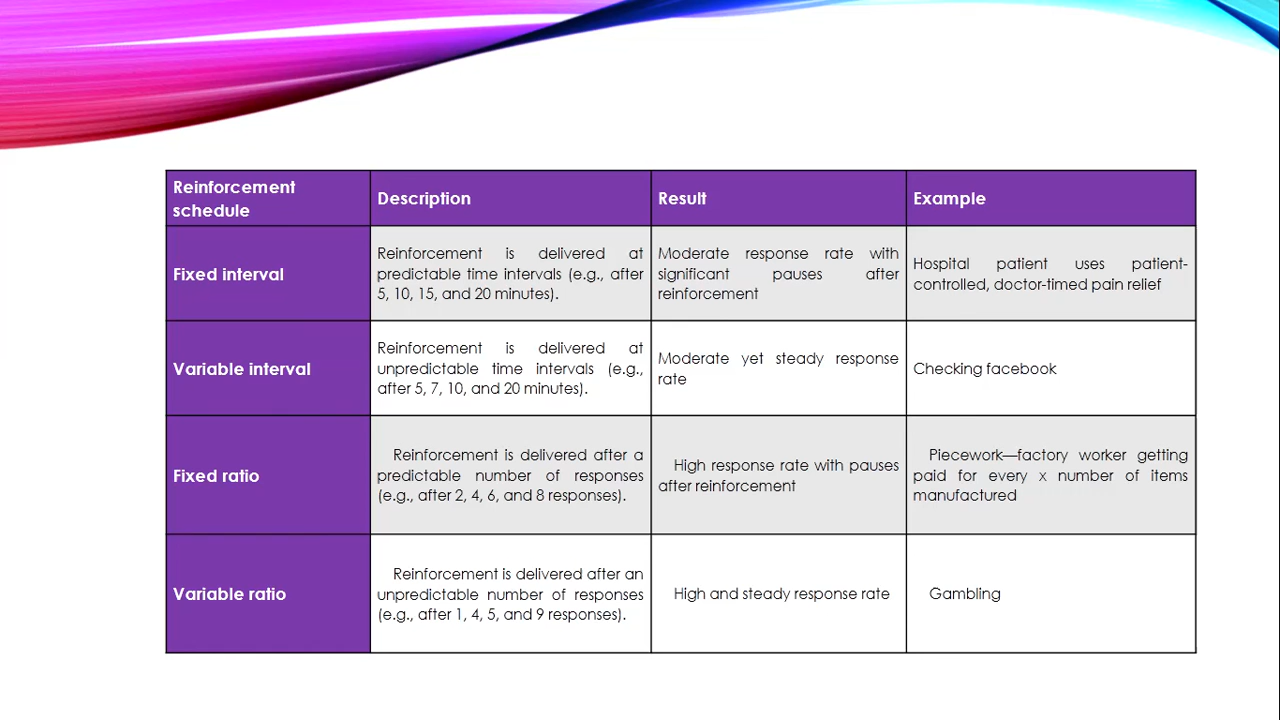 Reinforcement
schedule
Description
Result
Example
Fixed interval
Reinforcement is delivered at
predictable time intervals (e.g., after
5, 10, 15, and 20 minutes).
Moderate response rate with
significant pauses after
reinforcement
Hospital patient uses patient-
controlled, doctor-timed pain relief
Variable interval
Reinforcement is delivered at
unpredictable time intervals (e.g.,
after 5, 7, 10, and 20 minutes).
Moderate yet steady response
rate
Checking facebook
Fixed ratio
Reinforcement is delivered after a
predictable number of responses
(e.g., after 2, 4, 6, and 8 responses).
High response rate with pauses
after reinforcement
Piecework—factory worker getting
paid for every x number of items
manufactured
Variable ratio
Reinforcement is delivered after an
unpredictable number of responses
(e.g., after 1, 4, 5, and 9 responses).
High and steady response rate
Gambling